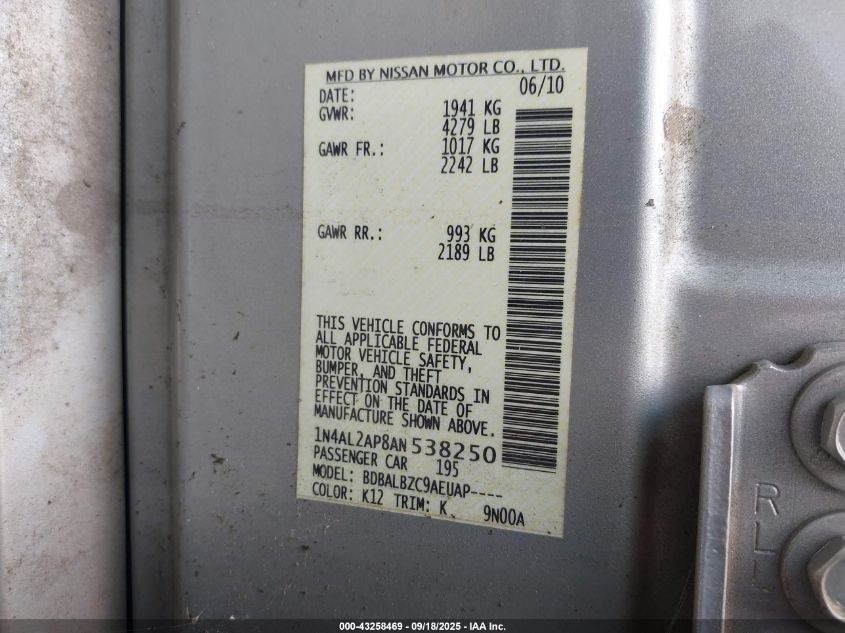 MFD BY NISSAN MOTOR CO., LTD.
DATE: 06/10
GVWR: 1941 KG
4279 LB
GAWR FR.: 1017 KG
2242 LB
GAWR RR.: 993 KG
2189 LB
THIS VEHICLE CONFORMS TO
ALL APPLICABLE FEDERAL
MOTOR VEHICLE SAFETY,
BUMPER, AND THEFT
PREVENTION STANDARDS IN
EFFECT ON THE DATE OF
MANUFACTURE SHOWN ABOVE.
1N4AL2AP8AN538250
PASSENGER CAR 195
MODEL: BDBALBZC9AEUAP----
COLOR: K12 TRIM: K 9N00A
RLL
000-43258469 - 09/18/2025 - IAA Inc.